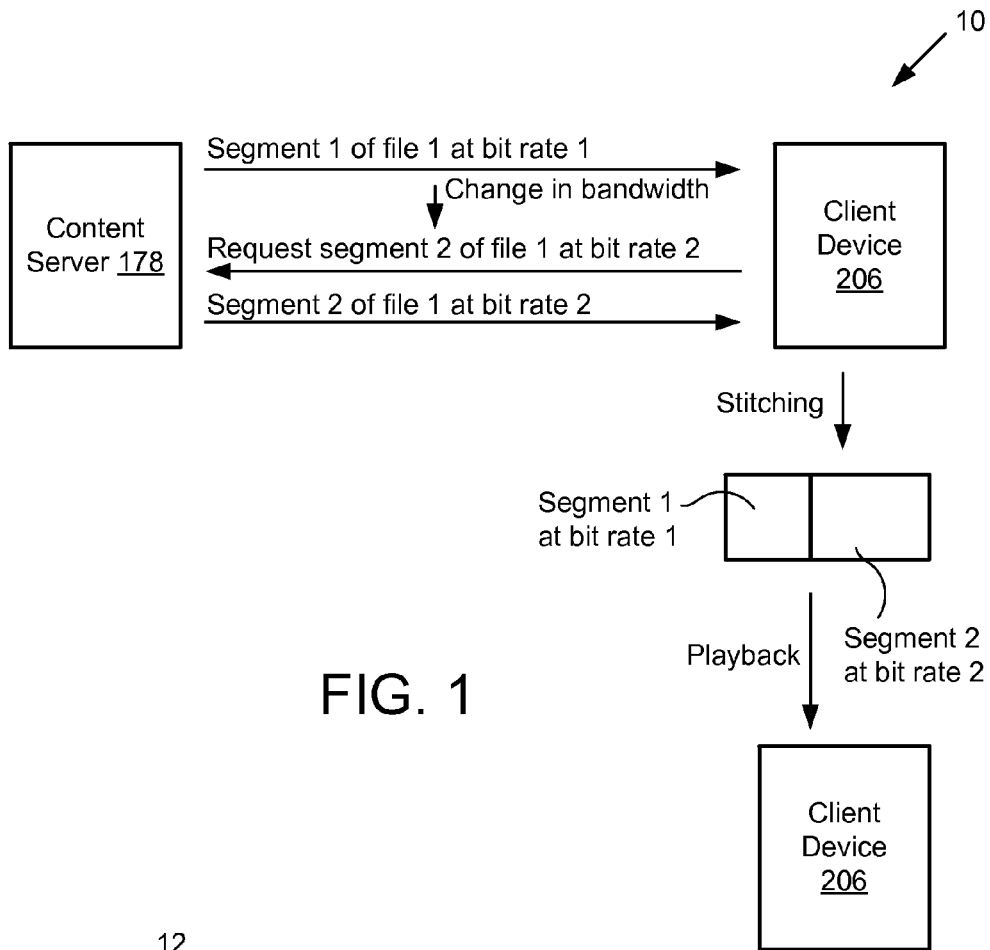 10
Segment 1 of file 1 at bit rate 1
Change in bandwidth
Content
Server 178
Request segment 2 of file 1 at bit rate 2
Segment 2 of file 1 at bit rate 2
Client
Device
206
Stitching
Segment 1
at bit rate 1
Segment 2
at bit rate 2
Playback
FIG. 1
Client
Device
206
12